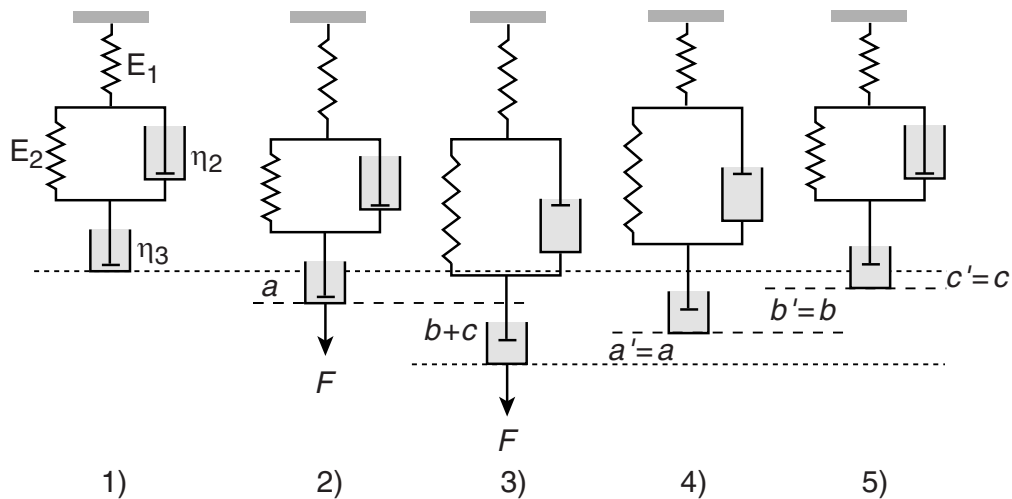 E₁
E₂
η₂
η₃
a
F
b+c
F
a'=a
b'=b
c'=c
1)
2)
3)
4)
5)